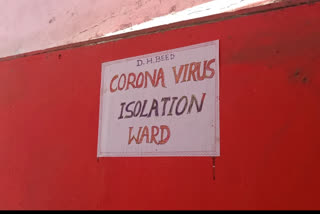 D.H.BEED
CORONA VIRUS
ISOLATION
WARD